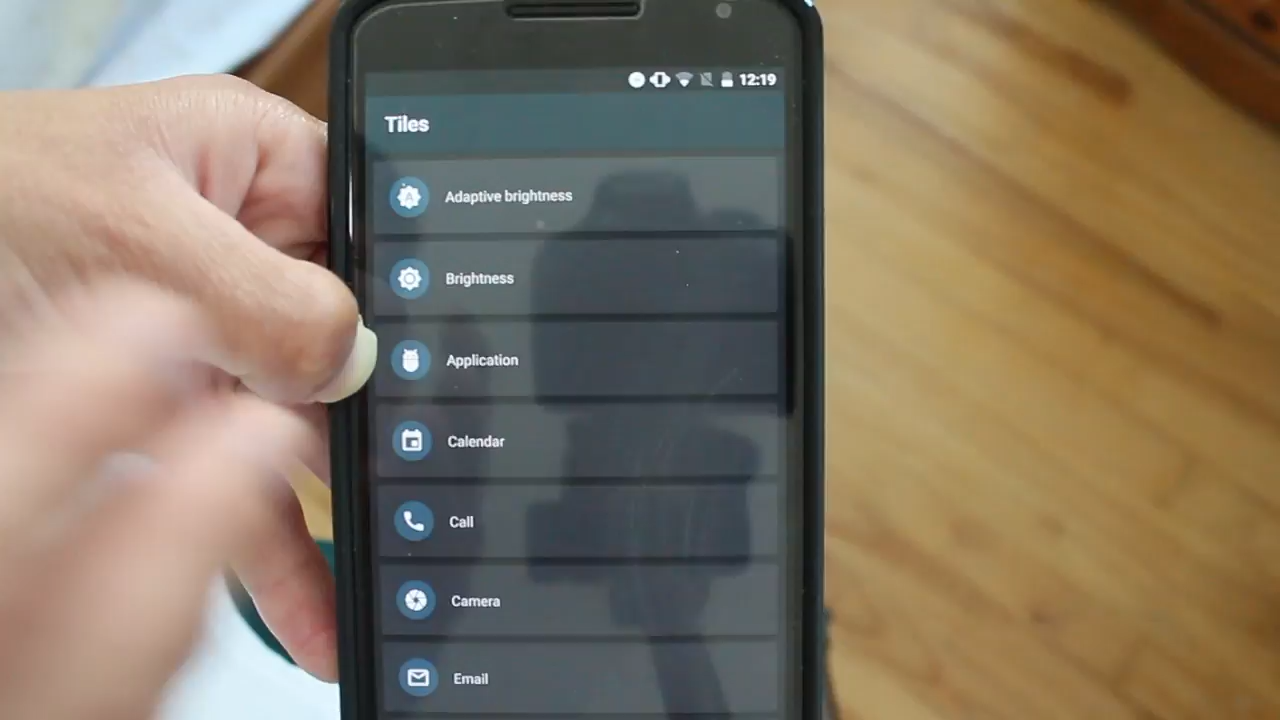 12:19
Tiles
Adaptive brightness
Brightness
Application
Calendar
Call
Camera
Email